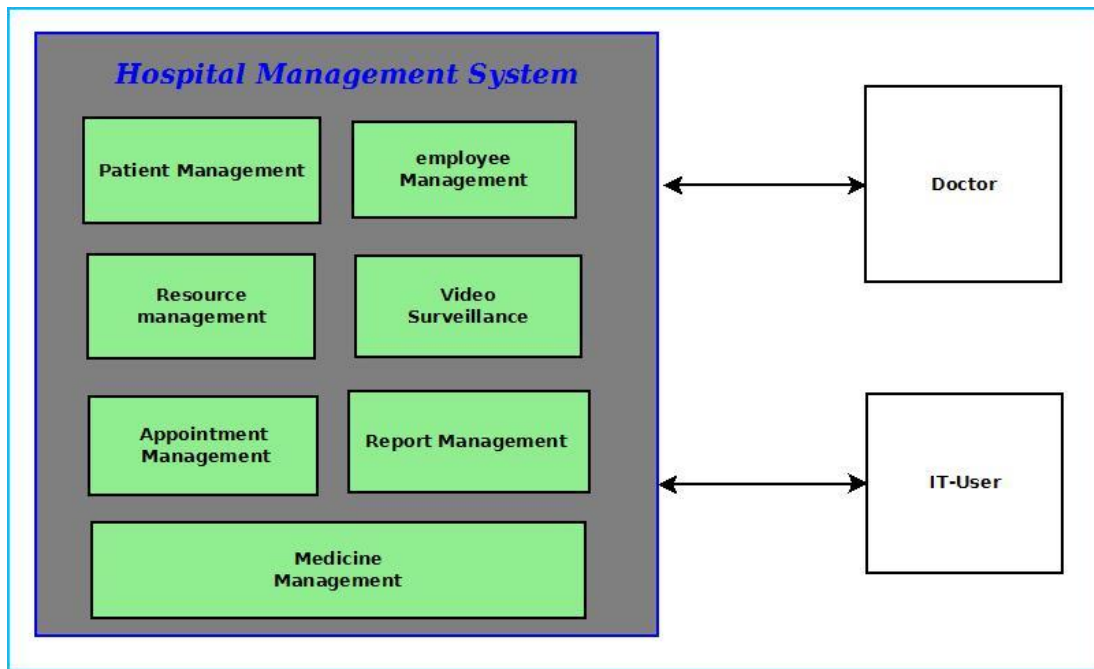 Hospital Management System
Patient Management
employee
Management
Resource
management
Video
Surveillance
Appointment
Management
Report Management
Medicine
Management
Doctor
IT-User